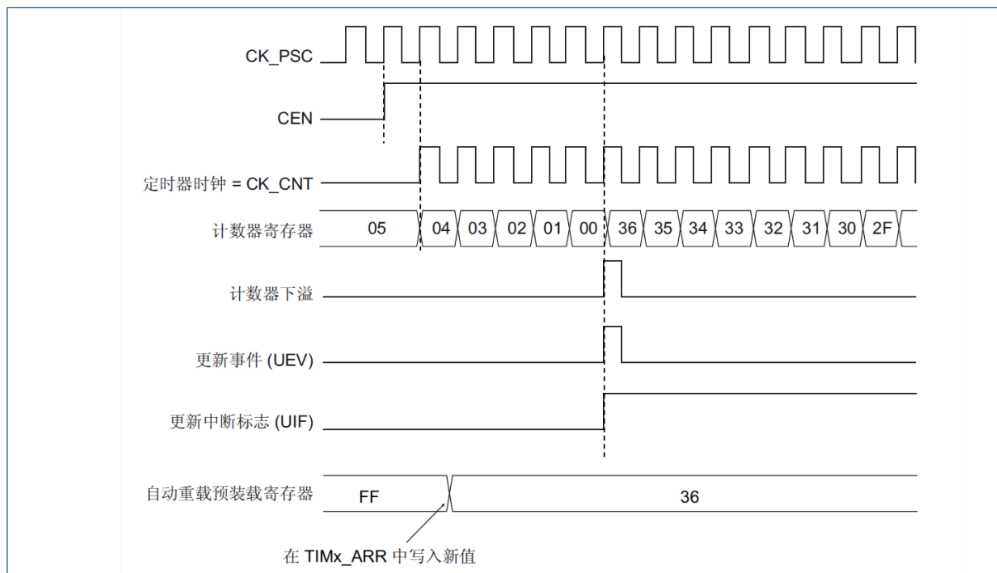 CK_PSC
CEN
定时器时钟 = CK_CNT
计数器寄存器 05 04 03 02 01 00 36 35 34 33 32 31 30 2F
计数器下溢
更新事件 (UEV)
更新中断标志 (UIF)
自动重载预装载寄存器 FF 36
在 TIMx_ARR 中写入新值